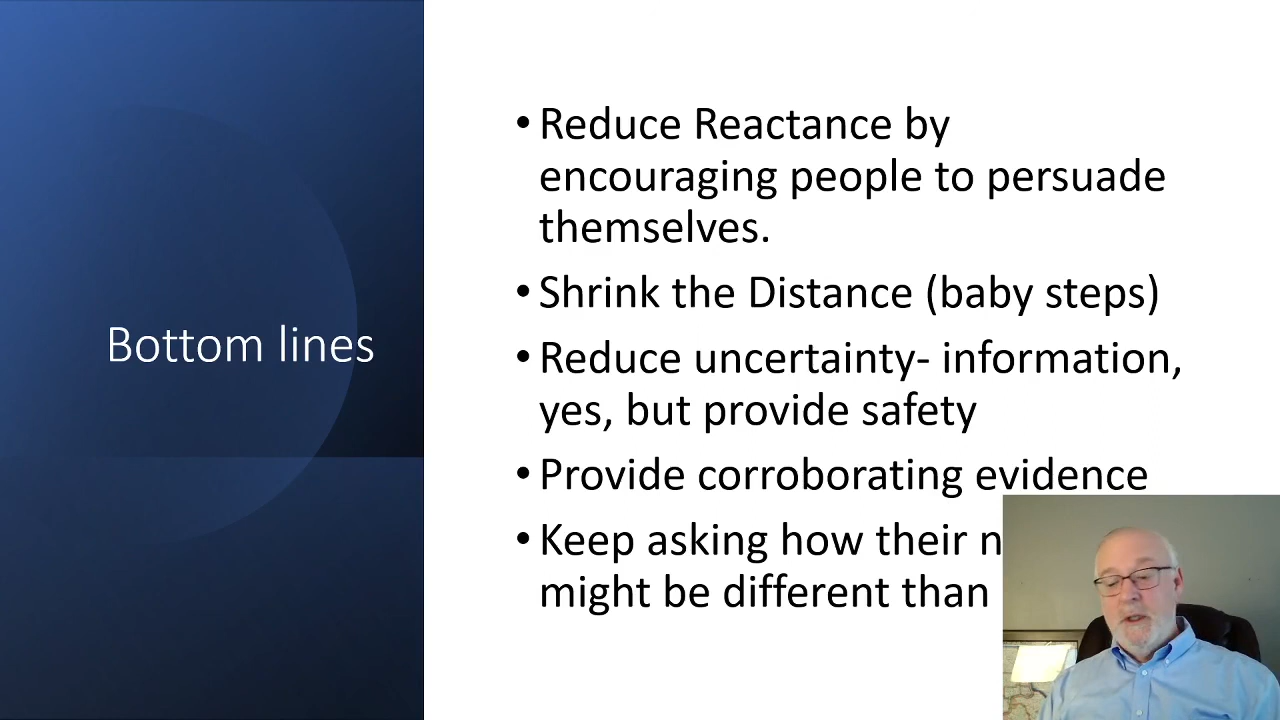 Bottom lines
• Reduce Reactance by
encouraging people to persuade
themselves.
• Shrink the Distance (baby steps)
• Reduce uncertainty- information,
yes, but provide safety
• Provide corroborating evidence
• Keep asking how their
might be different than